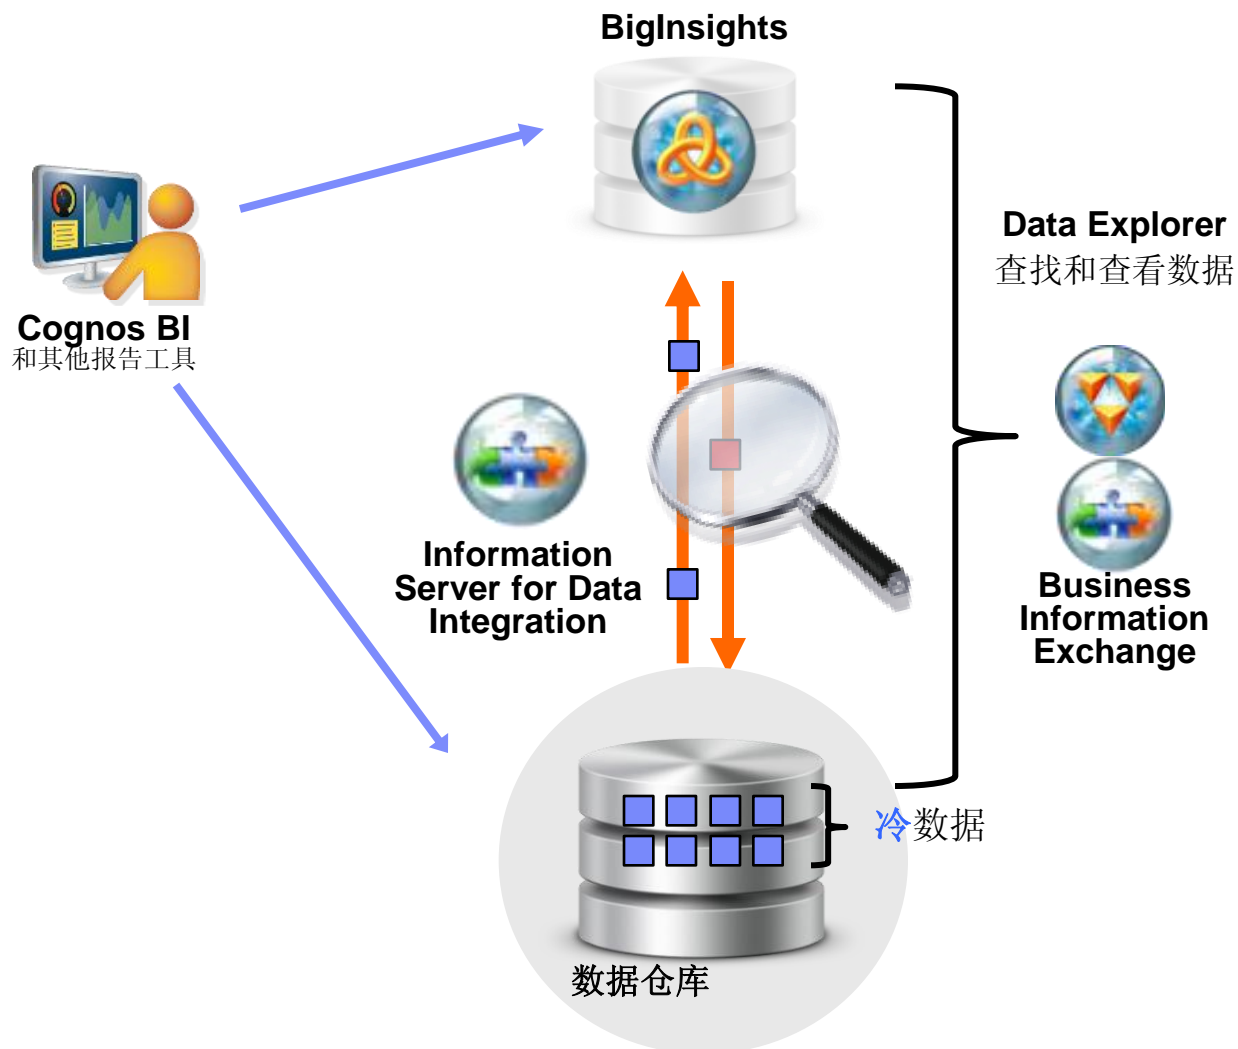 BigInsights
Data Explorer
查找和查看数据
Cognos BI
和其他报告工具
Information
Server for Data
Integration
Business
Information
Exchange
冷数据
数据仓库